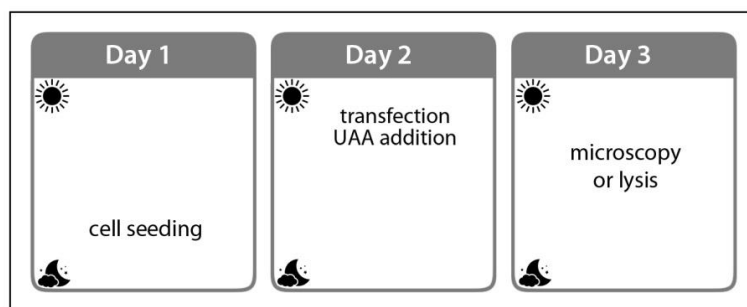 Day 1
cell seeding
Day 2
transfection
UAA addition
Day 3
microscopy
or lysis